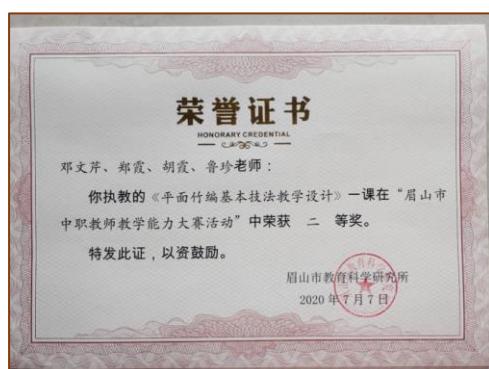 荣誉证书
HONORARY CREDENTIAL
邓文芹、郑霞、胡霞、鲁珍老师：
你执教的《平面竹编基本技法教学设计》一课在“眉山市
中职教师教学能力大赛活动”中荣获 二 等奖。
特发此证，以资鼓励。
眉山市教育科学研究所
2020年7月7日